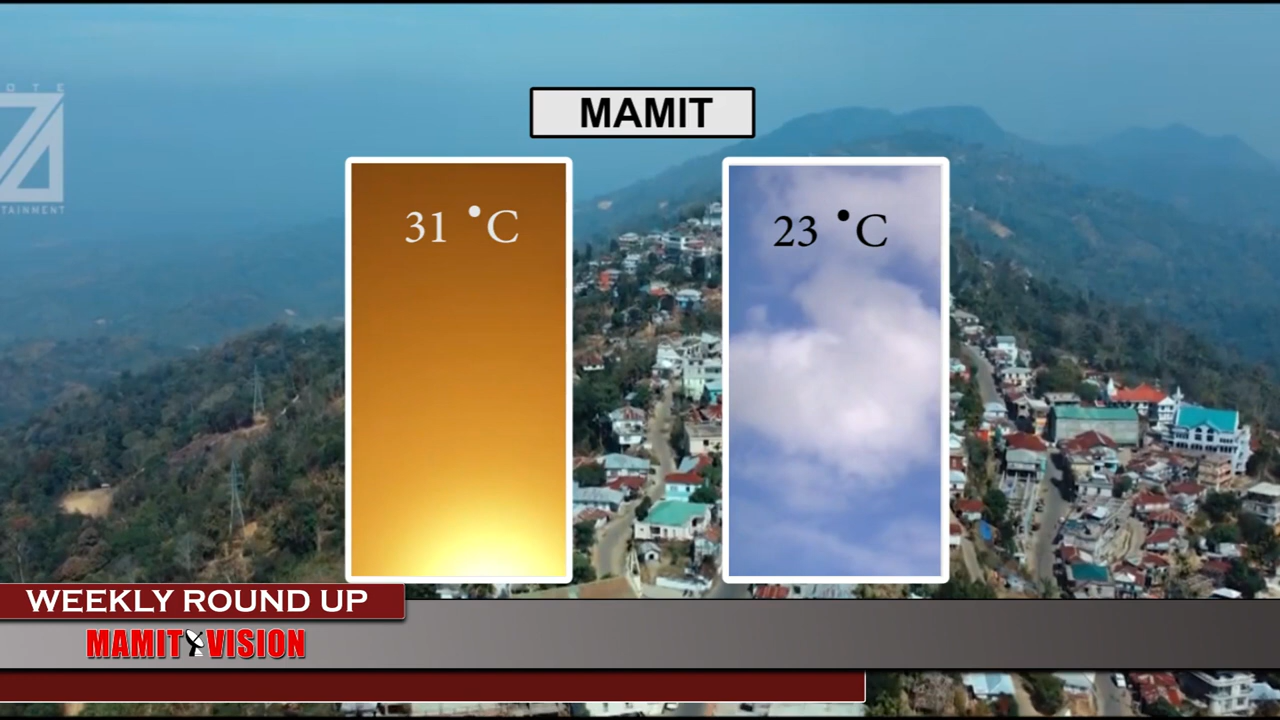 MAMIT
31 °C
23 °C
WEEKLY ROUND UP
MAMIT VISION